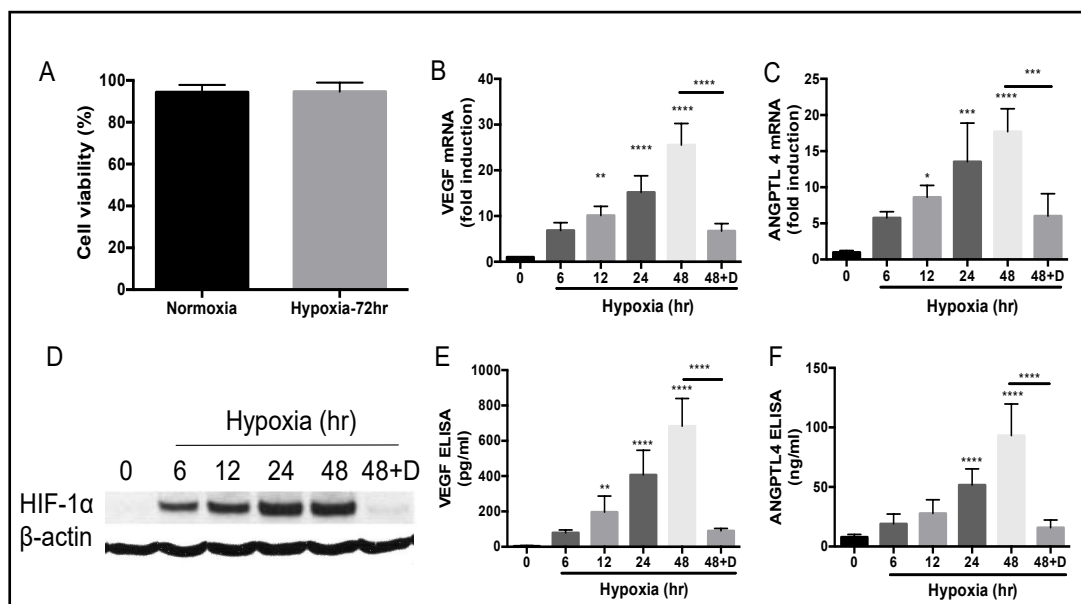 A
Cell viability (%)
100
80
60
40
20
0
Normoxia
Hypoxia-72hr
B
VEGF mRNA
(fold induction)
40
30
20
10
0
**
****
****
****
0 6 12 24 48 48+D
Hypoxia (hr)
C
ANGPTL 4 mRNA
(fold induction)
25
20
15
10
5
0
*
***
****
***
0 6 12 24 48 48+D
Hypoxia (hr)
D
Hypoxia (hr)
0 6 12 24 48 48+D
HIF-1α
β-actin
E
VEGF ELISA
(pg/ml)
1000
800
600
400
200
0
**
****
****
****
0 6 12 24 48 48+D
Hypoxia (hr)
F
ANGPTL4 ELISA
(ng/ml)
150
100
50
0
****
****
****
0 6 12 24 48 48+D
Hypoxia (hr)